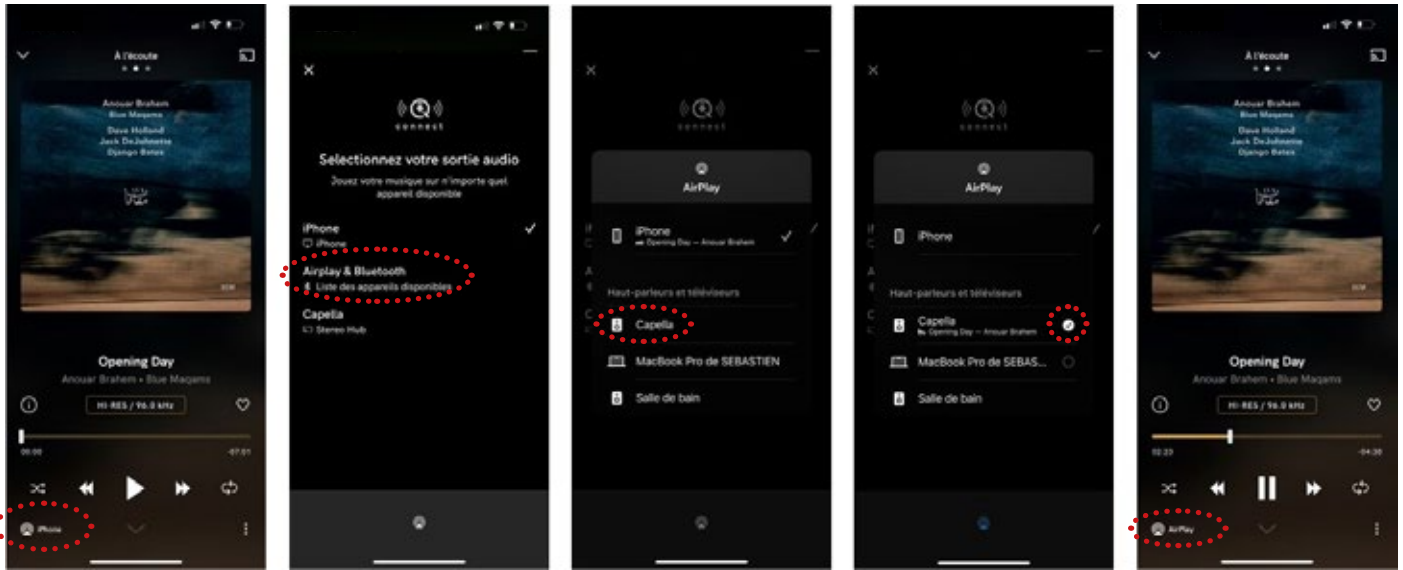 À l'écoute
Anouar Brahem
Blue Maqams
Dave Holland
Jack DeJohnette
Django Bates
ECM
Opening Day
Anouar Brahem • Blue Maqams
HI-RES / 96.0 kHz
00:00
-07:01
iPhone
connect
Selectionnez votre sortie audio
Jouez votre musique sur n'importe quel
appareil disponible
iPhone
iPhone
Airplay & Bluetooth
Liste des appareils disponibles
Capella
Stereo Hub
connect
AirPlay
iPhone
Opening Day — Anouar Brahem
Haut-parleurs et téléviseurs
Capella
MacBook Pro de SEBASTIEN
Salle de bain
connect
AirPlay
iPhone
Haut-parleurs et téléviseurs
Capella
Opening Day — Anouar Brahem
MacBook Pro de SEBAS...
Salle de bain
À l'écoute
Anouar Brahem
Blue Maqams
Dave Holland
Jack DeJohnette
Django Bates
ECM
Opening Day
Anouar Brahem • Blue Maqams
HI-RES / 96.0 kHz
02:23
-04:38
AirPlay